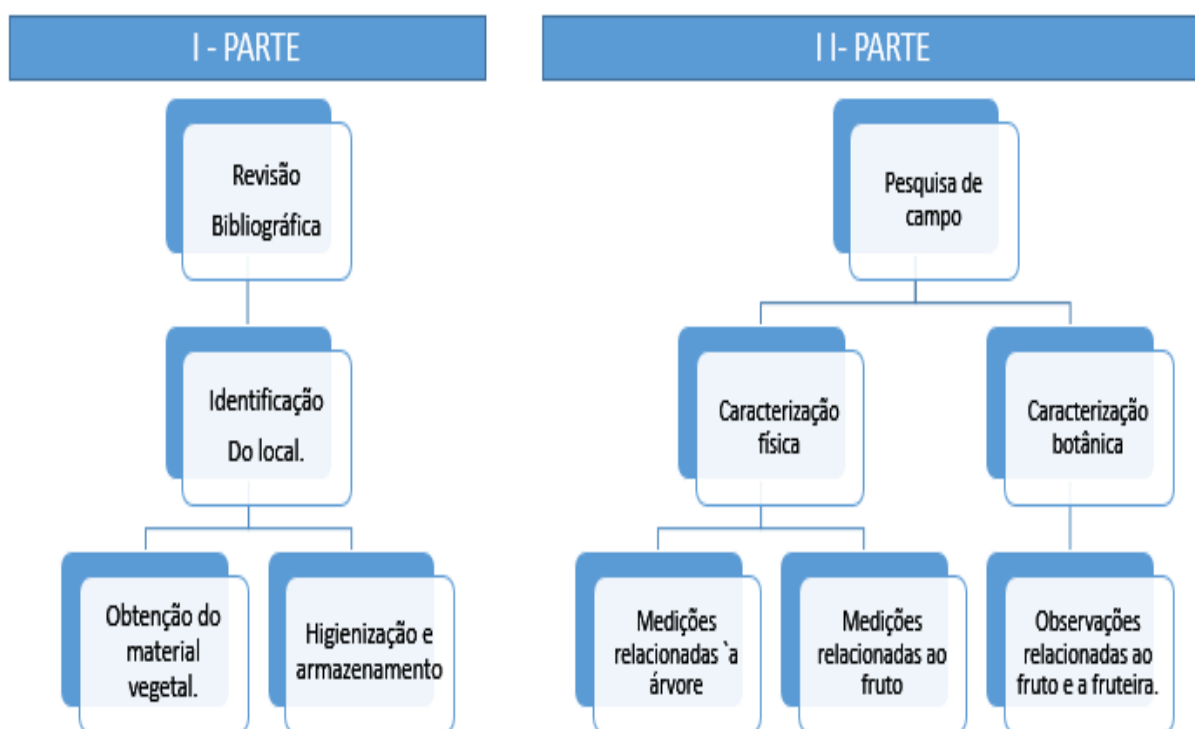 I - PARTE
Revisão
Bibliográfica
Identificação
Do local.
Obtenção do
material
vegetal.
Higienização e
armazenamento
I I- PARTE
Pesquisa de
campo
Caracterização
física
Caracterização
botânica
Medições
relacionadas `a
árvore
Medições
relacionadas ao
fruto
Observações
relacionadas ao
fruto e a fruteira.